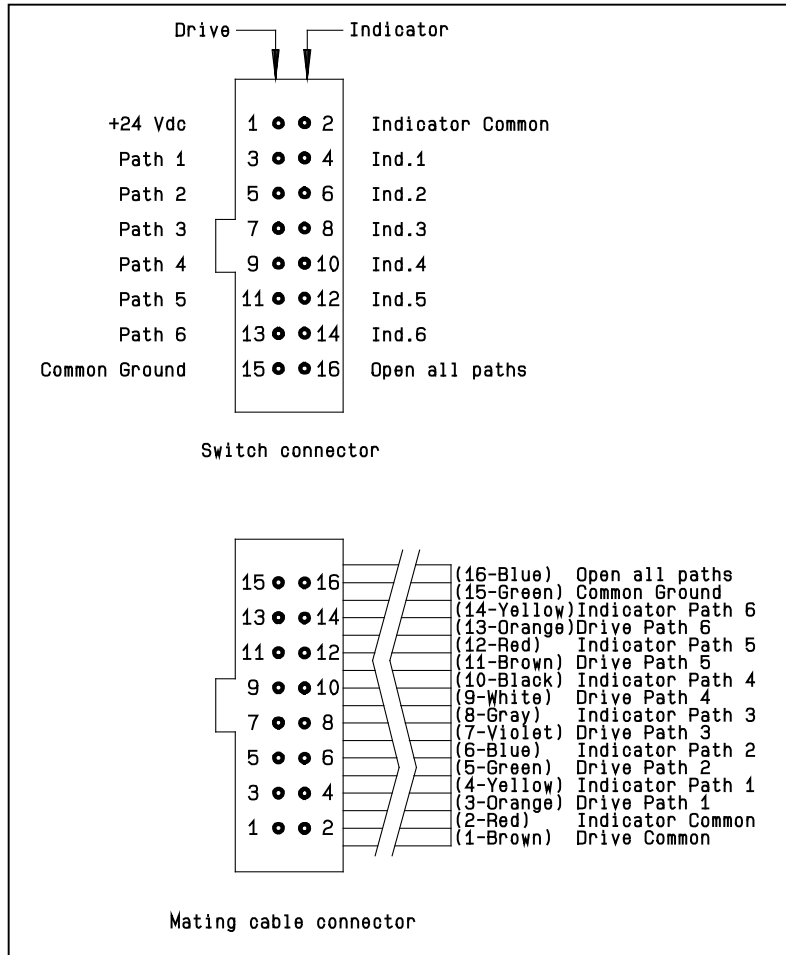 Drive Indicator
+24 Vdc 1 2 Indicator Common
Path 1 3 4 Ind.1
Path 2 5 6 Ind.2
Path 3 7 8 Ind.3
Path 4 9 10 Ind.4
Path 5 11 12 Ind.5
Path 6 13 14 Ind.6
Common Ground 15 16 Open all paths
Switch connector
15 16
13 14
11 12
9 10
7 8
5 6
3 4
1 2
(16-Blue) Open all paths
(15-Green) Common Ground
(14-Yellow) Indicator Path 6
(13-Orange) Drive Path 6
(12-Red) Indicator Path 5
(11-Brown) Drive Path 5
(10-Black) Indicator Path 4
(9-White) Drive Path 4
(8-Gray) Indicator Path 3
(7-Violet) Drive Path 3
(6-Blue) Indicator Path 2
(5-Green) Drive Path 2
(4-Yellow) Indicator Path 1
(3-Orange) Drive Path 1
(2-Red) Indicator Common
(1-Brown) Drive Common
Mating cable connector